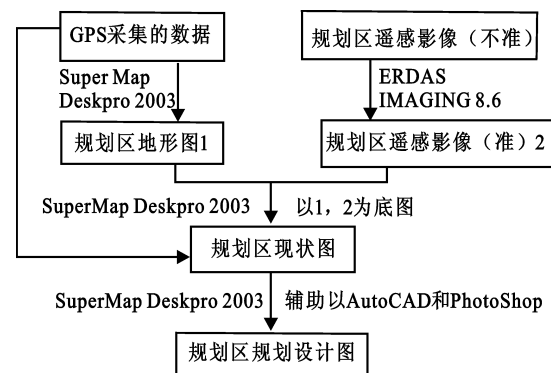 GPS采集的数据
规划区遥感影像（不准）
Super Map
Deskpro 2003
ERDAS
IMAGING 8.6
规划区地形图1
规划区遥感影像（准）2
SuperMap Deskpro 2003
以1，2为底图
规划区现状图
SuperMap Deskpro 2003
辅助以AutoCAD和PhotoShop
规划区规划设计图